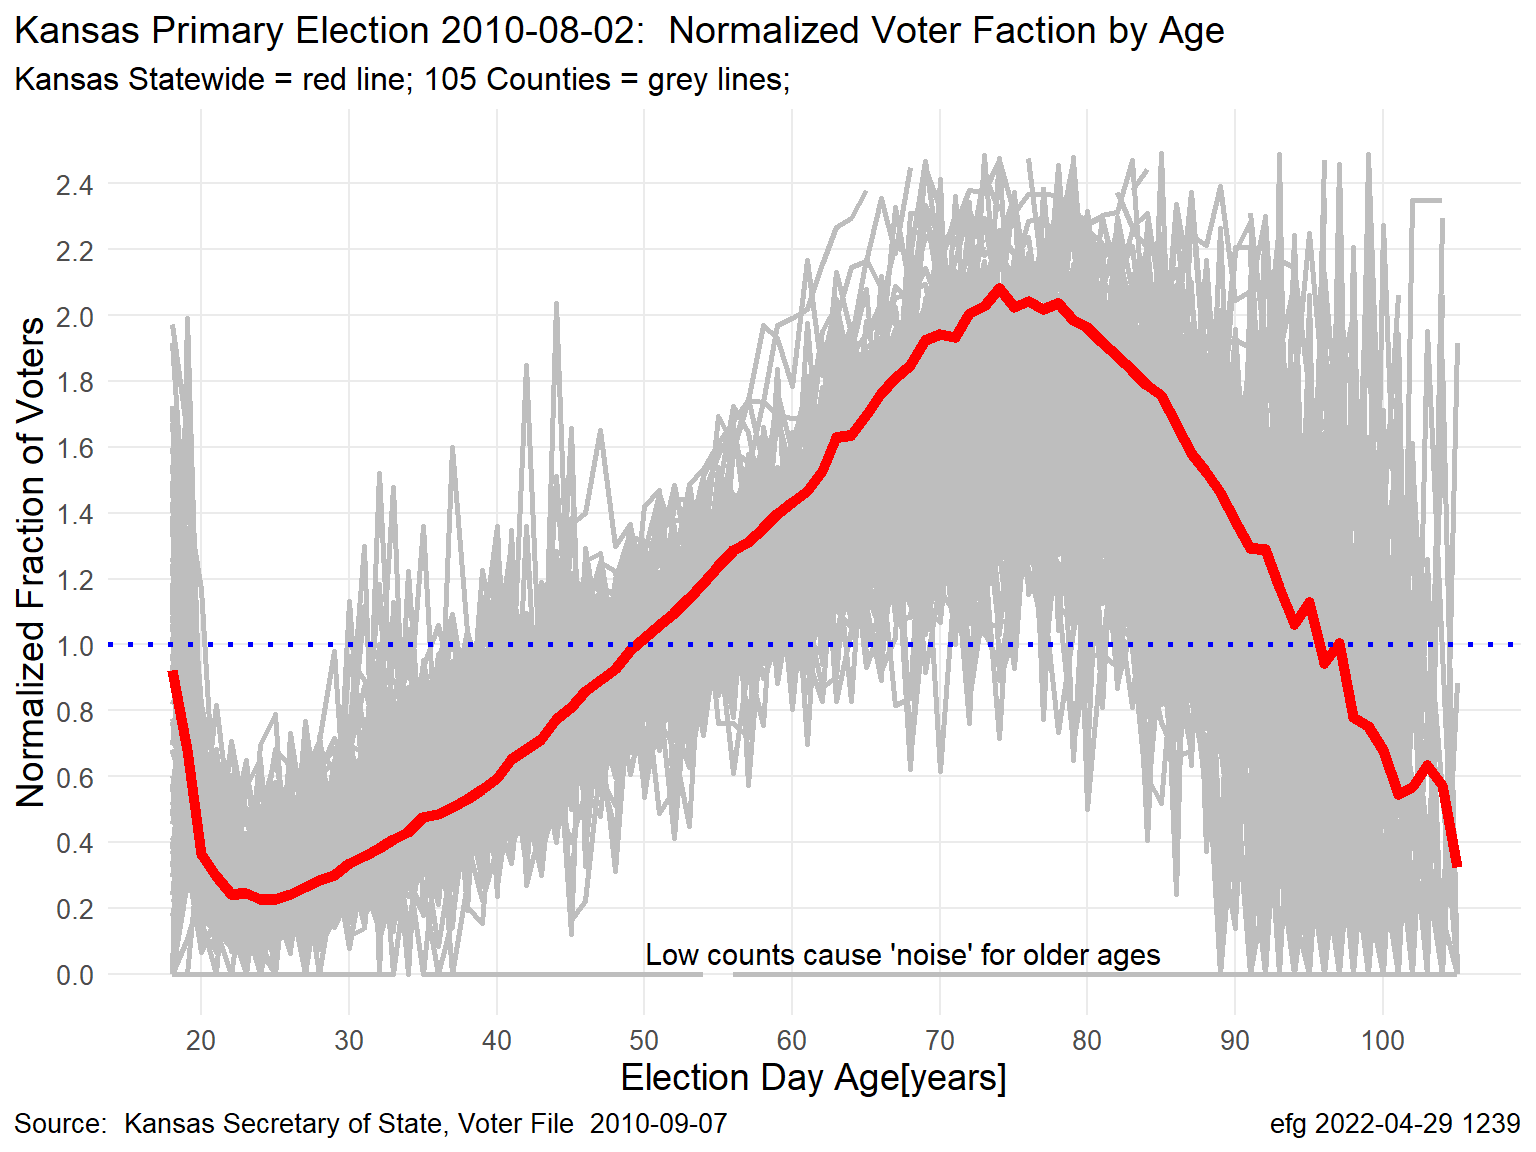 Kansas Primary Election 2010-08-02:  Normalized Voter Faction by Age
Kansas Statewide = red line; 105 Counties = grey lines;
Normalized Fraction of Voters
2.4
2.2
2.0
1.8
1.6
1.4
1.2
1.0
0.8
0.6
0.4
0.2
0.0
Low counts cause 'noise' for older ages
20 30 40 50 60 70 80 90 100
Election Day Age[years]
Source:  Kansas Secretary of State, Voter File  2010-09-07
efg 2022-04-29 1239